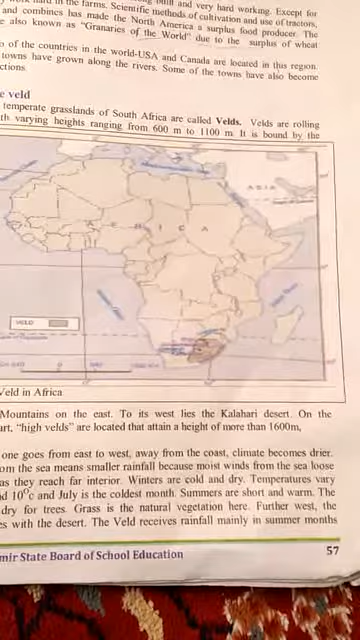 in the farms. Scientific methods of cultivation and use of tractors,
and combines has made the North America a surplus food producer. The
e also known as "Granaries of the World" due to the surplus of wheat
of the countries in the world-USA and Canada are located in this region.
towns have grown along the rivers. Some of the towns have also become
ctions.
e veld
temperate grasslands of South Africa are called Velds. Velds are rolling
th varying heights ranging from 600 m to 1100 m. It is bound by the
ASIA
AFRICA
VELD
Veld in Africa
Mountains on the east. To its west lies the Kalahari desert. On the
art, "high velds" are located that attain a height of more than 1600m,
one goes from east to west, away from the coast, climate becomes drier.
om the sea means smaller rainfall because moist winds from the sea loose
as they reach far interior. Winters are cold and dry. Temperatures vary
nd 10⁰c and July is the coldest month. Summers are short and warm. The
dry for trees. Grass is the natural vegetation here. Further west, the
es with the desert. The Veld receives rainfall mainly in summer months
mir State Board of School Education
57